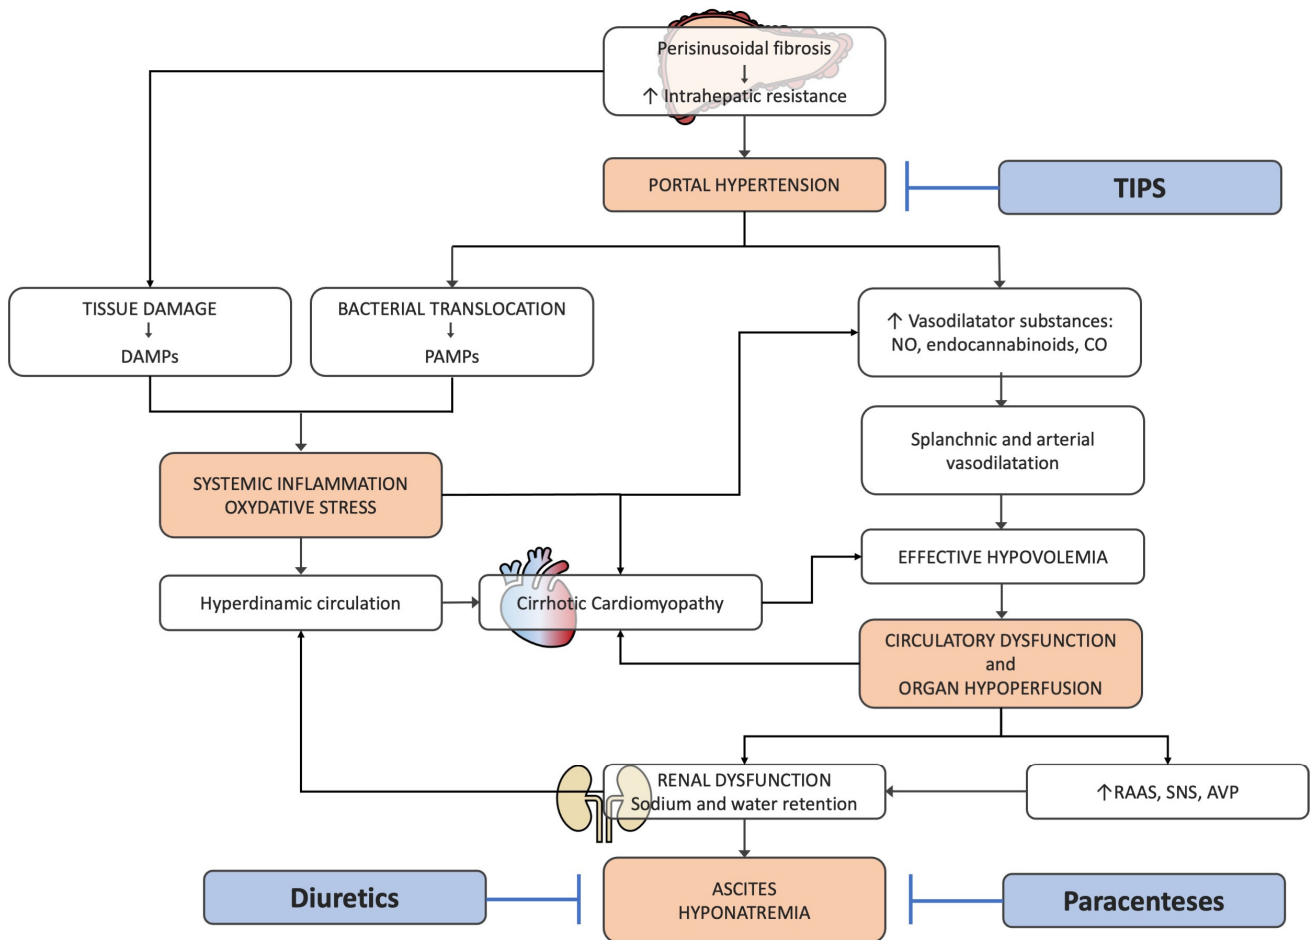 Perisinusoidal fibrosis
↓
↑ Intrahepatic resistance
PORTAL HYPERTENSION
TIPS
TISSUE DAMAGE
↓
DAMPs
BACTERIAL TRANSLOCATION
↓
PAMPs
↑ Vasodilatator substances:
NO, endocannabinoids, CO
Splanchnic and arterial
vasodilatation
SYSTEMIC INFLAMMATION
OXYDATIVE STRESS
EFFECTIVE HYPOVOLEMIA
Hyperdinamic circulation
Cirrhotic Cardiomyopathy
CIRCULATORY DYSFUNCTION
and
ORGAN HYPOPERFUSION
RENAL DYSFUNCTION
Sodium and water retention
↑RAAS, SNS, AVP
Diuretics
ASCITES
HYPONATREMIA
Paracenteses